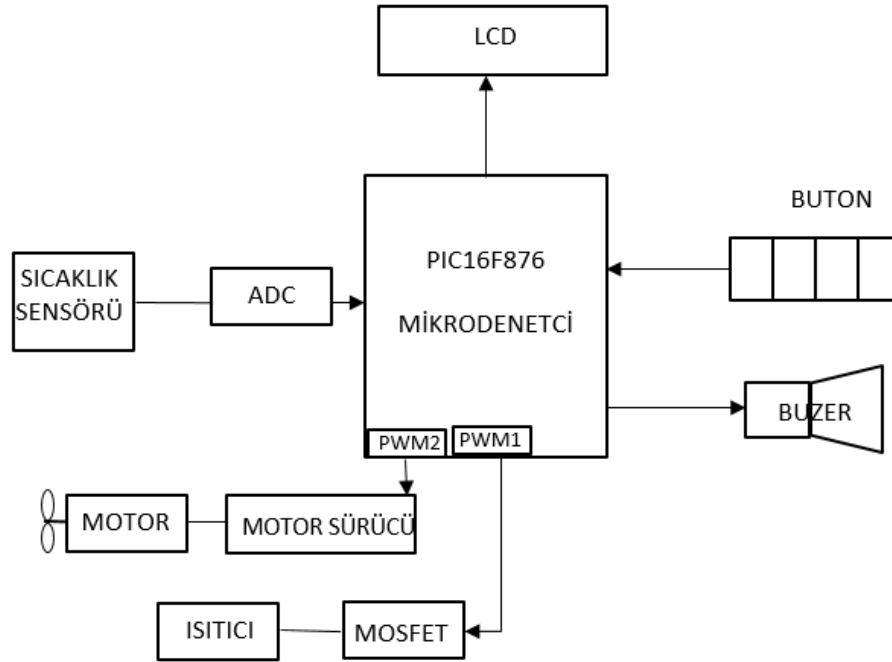 LCD
BUTON
PIC16F876
MİKRODENETCİ
SICAKLIK
SENSÖRÜ
ADC
BUZER
PWM2
PWM1
MOTOR
MOTOR SÜRÜCÜ
ISITICI
MOSFET